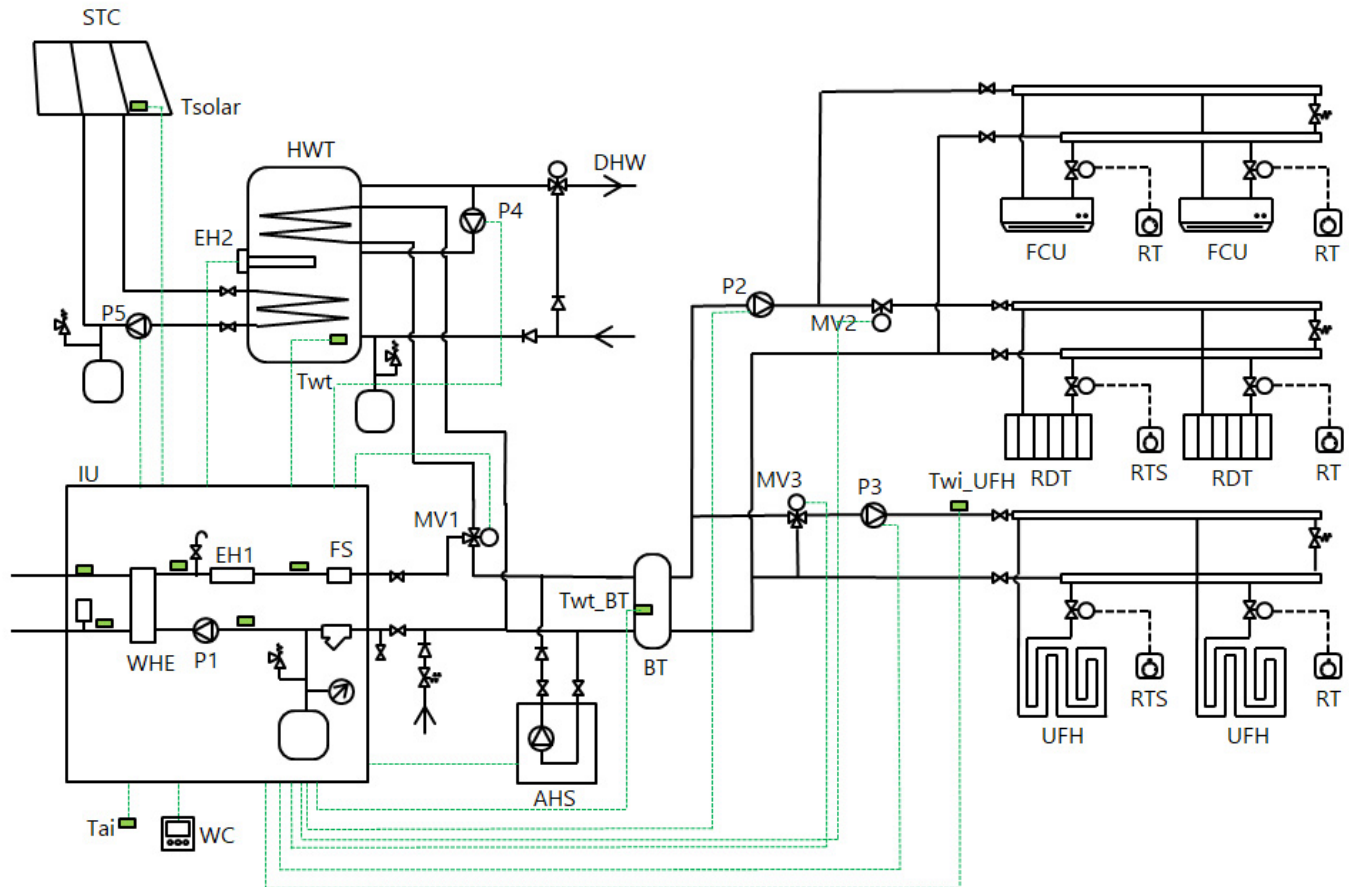 STC
Tsolar
HWT
DHW
P4
EH2
P5
Twt
FCU
RT
FCU
RT
P2
MV2
RDT
RTS
RDT
RT
IU
MV1
EH1
FS
WHE
P1
Twt_BT
BT
MV3
P3
Twi_UFH
UFH
RTS
UFH
RT
AHS
Tai
WC